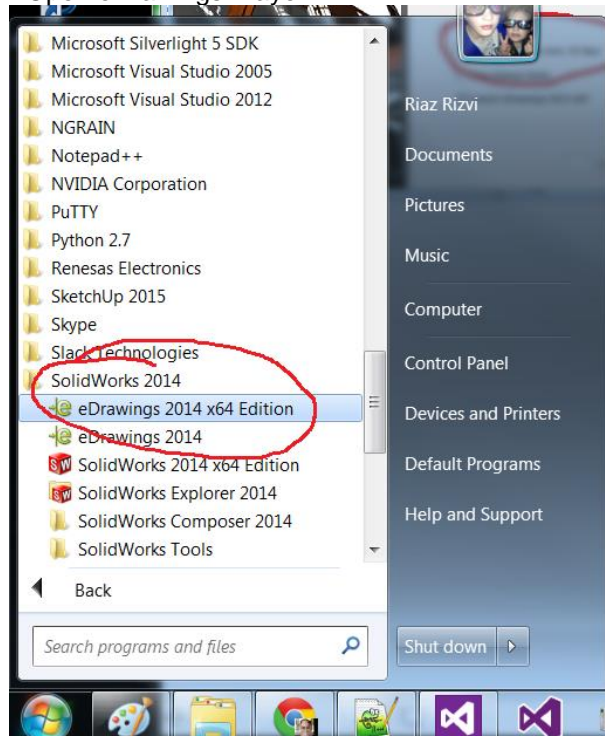 Microsoft Silverlight 5 SDK
Microsoft Visual Studio 2005
Microsoft Visual Studio 2012
NGRAIN
Notepad++
NVIDIA Corporation
PuTTY
Python 2.7
Renesas Electronics
SketchUp 2015
Skype
Slack Technologies
SolidWorks 2014
eDrawings 2014 x64 Edition
eDrawings 2014
SolidWorks 2014 x64 Edition
SolidWorks Explorer 2014
SolidWorks Composer 2014
SolidWorks Tools
Back
Search programs and files
Riaz Rizvi
Documents
Pictures
Music
Computer
Control Panel
Devices and Printers
Default Programs
Help and Support
Shut down